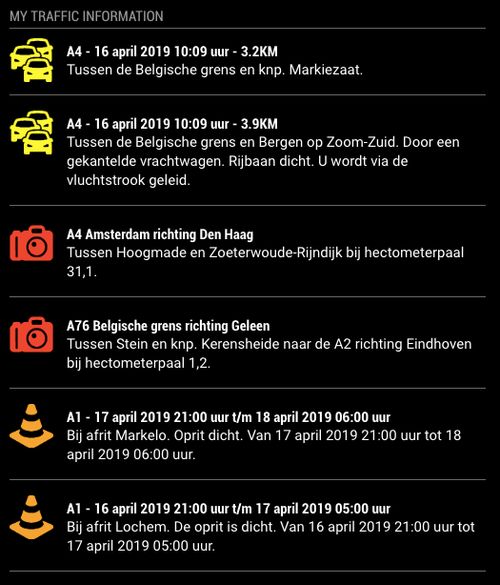 MY TRAFFIC INFORMATION
A4 - 16 april 2019 10:09 uur - 3.2KM
Tussen de Belgische grens en knp. Markiezaat.
A4 - 16 april 2019 10:09 uur - 3.9KM
Tussen de Belgische grens en Bergen op Zoom-Zuid. Door een
gekantelde vrachtwagen. Rijbaan dicht. U wordt via de
vluchtstrook geleid.
A4 Amsterdam richting Den Haag
Tussen Hoogmade en Zoeterwoude-Rijndijk bij hectometerpaal
31,1.
A76 Belgische grens richting Geleen
Tussen Stein en knp. Kerensheide naar de A2 richting Eindhoven
bij hectometerpaal 1,2.
A1 - 17 april 2019 21:00 uur t/m 18 april 2019 06:00 uur
Bij afrit Markelo. Oprit dicht. Van 17 april 2019 21:00 uur tot 18
april 2019 06:00 uur.
A1 - 16 april 2019 21:00 uur t/m 17 april 2019 05:00 uur
Bij afrit Lochem. De oprit is dicht. Van 16 april 2019 21:00 uur tot
17 april 2019 05:00 uur.